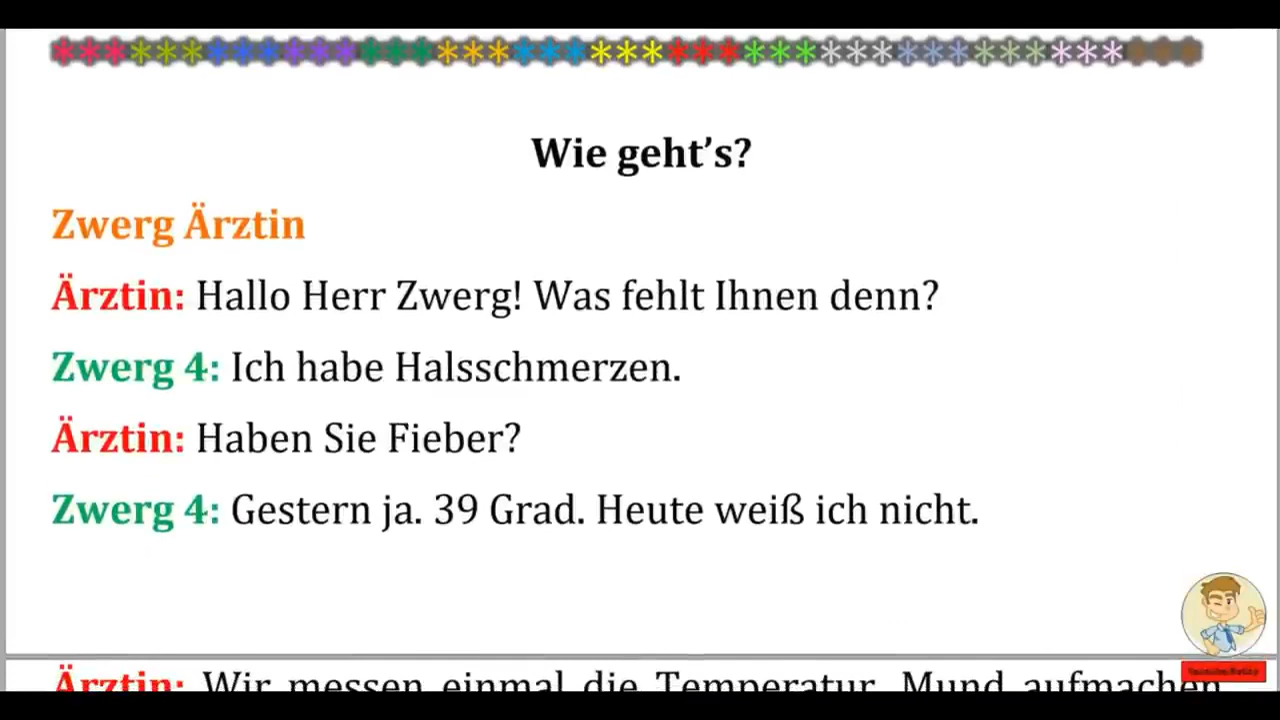 Wie geht's?
Zwerg Ärztin
Ärztin: Hallo Herr Zwerg! Was fehlt Ihnen denn?
Zwerg 4: Ich habe Halsschmerzen.
Ärztin: Haben Sie Fieber?
Zwerg 4: Gestern ja. 39 Grad. Heute weiß ich nicht.
Ärztin: Wir messen einmal die Temperatur. Mund aufmachen